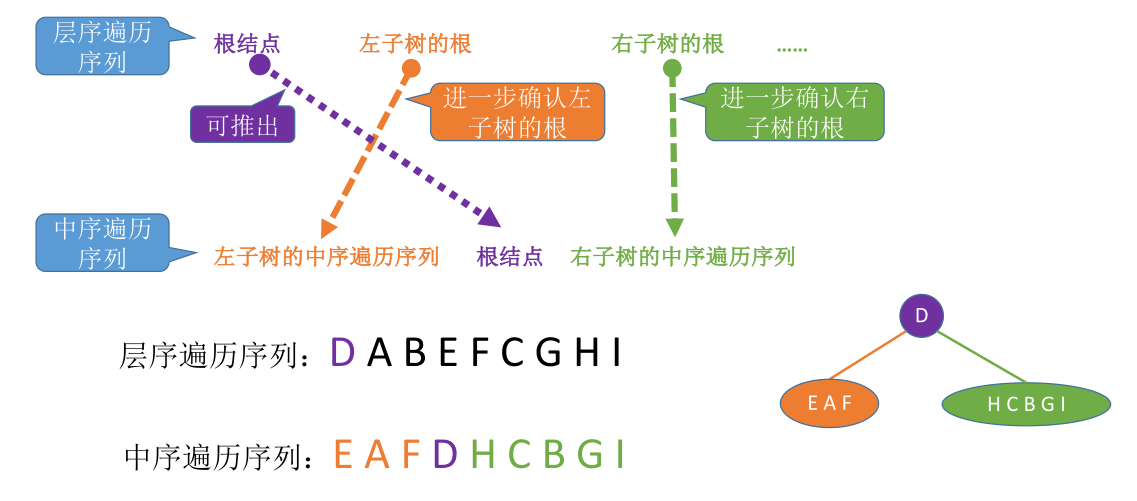 层序遍历
序列
根结点
左子树的根
右子树的根
……
可推出
进一步确认左
子树的根
进一步确认右
子树的根
中序遍历
序列
左子树的中序遍历序列
根结点
右子树的中序遍历序列
层序遍历序列：D A B E F C G H I
中序遍历序列：E A F D H C B G I
D
E A F
H C B G I